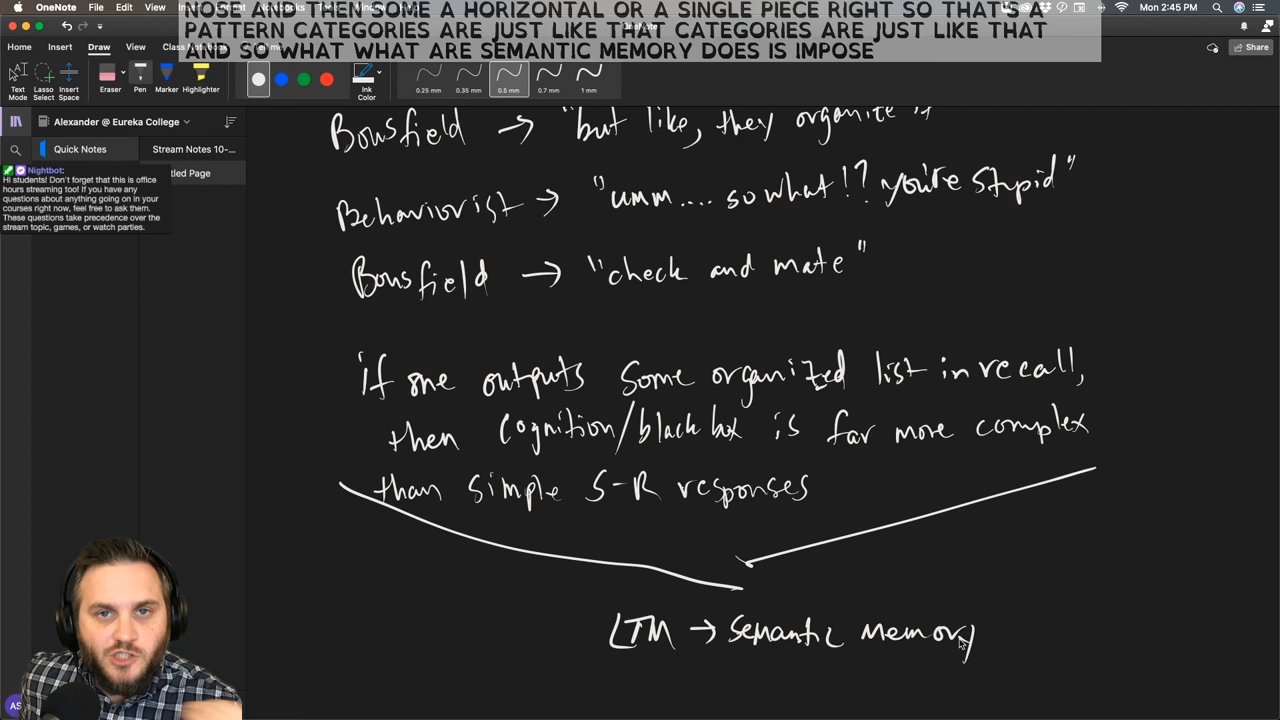 OneNote File Edit View
Mon 2:45 PM
NOSE AND THEN SOME A HORIZONTAL OR A SINGLE PIECE RIGHT SO THAT'S A
PATTERN CATEGORIES ARE JUST LIKE THAT CATEGORIES ARE JUST LIKE THAT
AND SO WHAT WHAT ARE SEMANTIC MEMORY DOES IS IMPOSE
Home Insert Draw View Class Notebook
Share
Text Mode
Lasso Select
Insert Space
Eraser
Pen
Marker
Highlighter
Ink Color
0.25 mm 0.35 mm 0.5 mm 0.7 mm 1 mm
Alexander @ Eureka College
Quick Notes
Stream Notes 10-...
Nightbot:
Hi students! Don't forget that this is office
hours streaming too! If you have any
questions about anything going on in your
courses right now, feel free to ask them.
These questions take precedence over the
stream topic, games, or watch parties.
tled Page
Bousfield → "but like, they organize it
Behaviorist → "umm.... so what!? you're stupid"
Bousfield → "check and mate"
if one outputs some organized list in recall,
then cognition/black box is far more complex
than simple S-R responses
LTM → Semantic Memory
AS